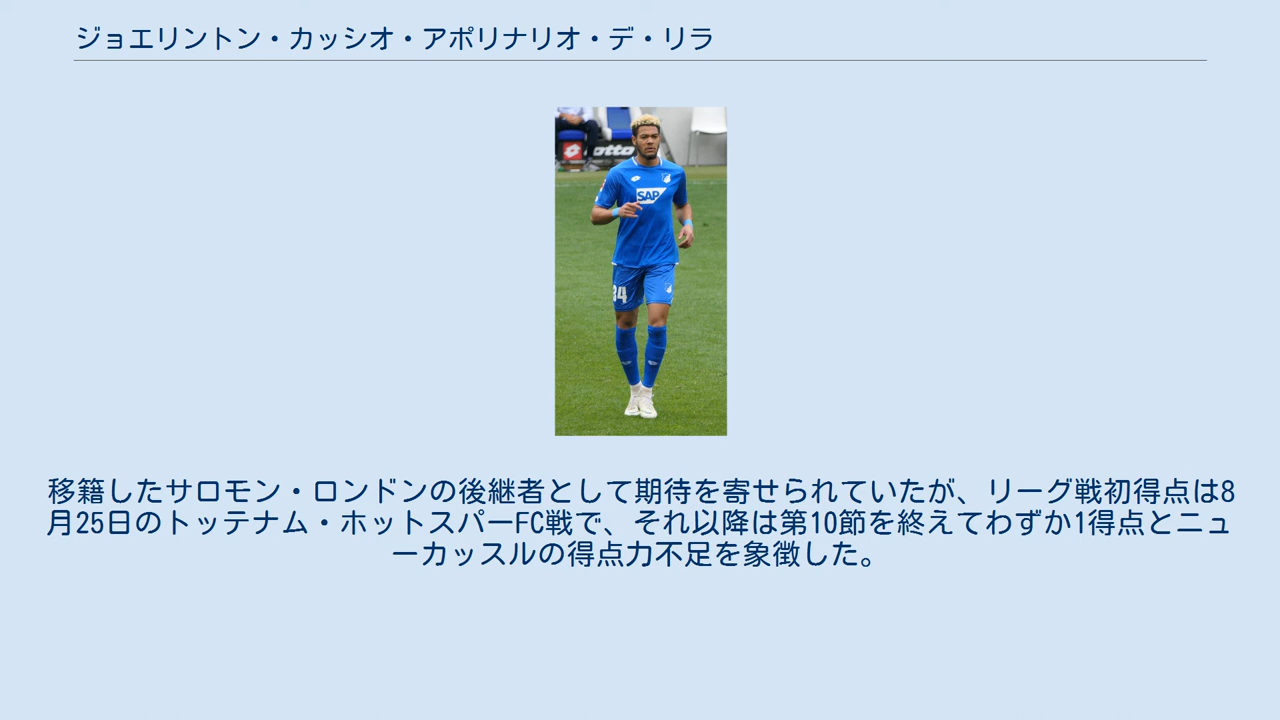 ジョエリントン・カッシオ・アポリナリオ・デ・リラ
otto
SAP
34
移籍したサロモン・ロンドンの後継者として期待を寄せられていたが、リーグ戦初得点は8
月25日のトッテナム・ホットスパーFC戦で、それ以降は第10節を終えてわずか1得点とニュ
ーカッスルの得点力不足を象徴した。